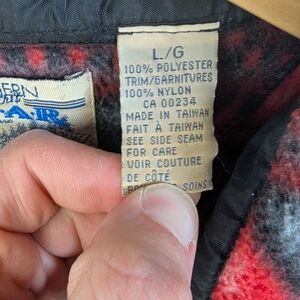 L/G
100% POLYESTER
TRIM/GARNITURES
100% NYLON
CA 00234
MADE IN TAIWAN
FAIT À TAIWAN
SEE SIDE SEAM
FOR CARE
VOIR COUTURE
DE CÔTÉ
SOINS